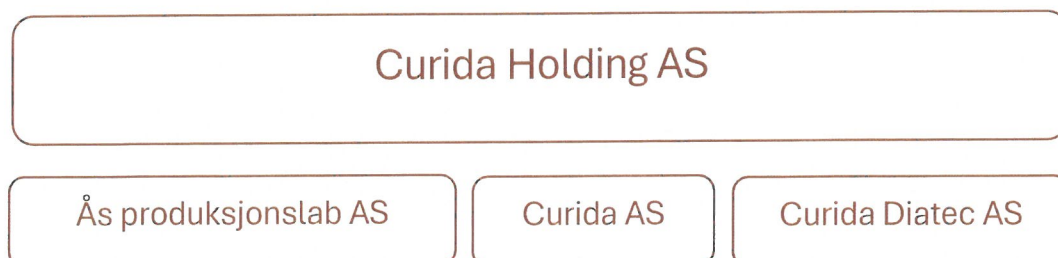 Curida Holding AS
Ås produksjonslab AS
Curida AS
Curida Diatec AS